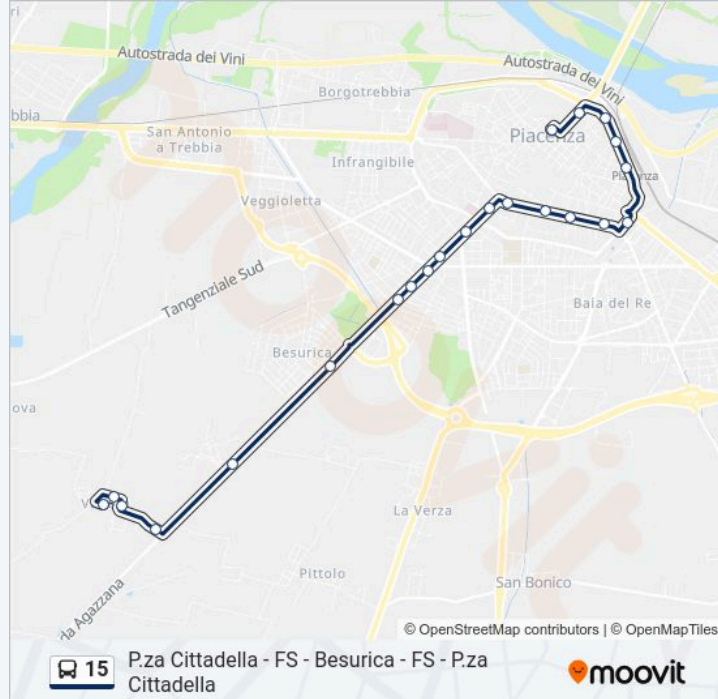 ri
Autostrada dei Vini
Autostrada dei Vini
Borgotrebbia
bbia
San Antonio
a Trebbia
Piacenza
Infrangibile
Veggioletta
Tangenziale Sud
Baia del Re
Besurica
ova
V
La Verza
Pittolo
San Bonico
da Agazzana
© OpenStreetMap contributors | © OpenMapTiles
15
P.za Cittadella - FS - Besurica - FS - P.za
Cittadella
moovit